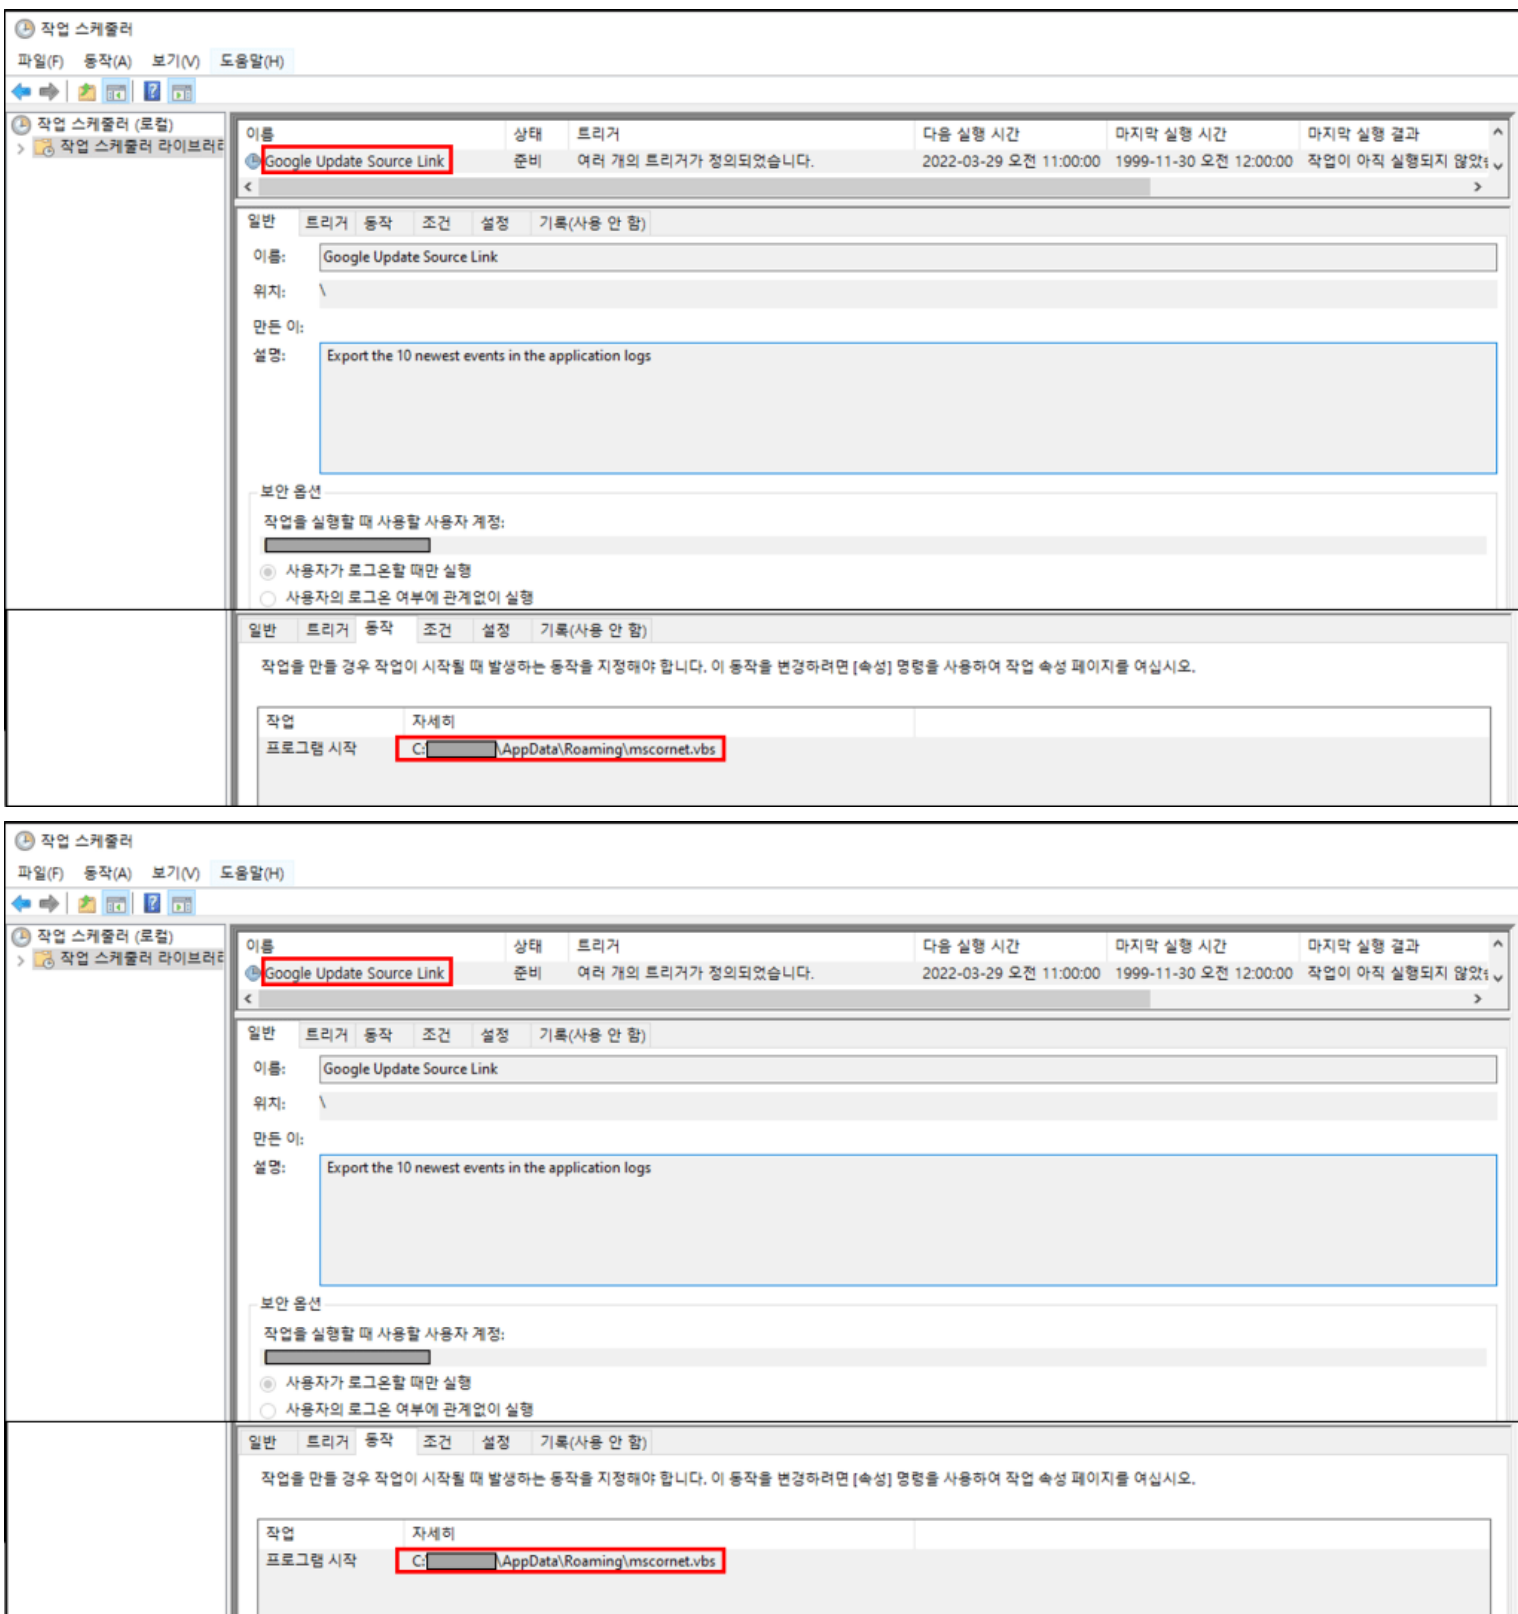 작업 스케줄러
파일(F) 동작(A) 보기(V) 도움말(H)
작업 스케줄러 (로컬)
작업 스케줄러 라이브러리
이름 상태 트리거 다음 실행 시간 마지막 실행 시간 마지막 실행 결과
Google Update Source Link 준비 여러 개의 트리거가 정의되었습니다. 2022-03-29 오전 11:00:00 1999-11-30 오전 12:00:00 작업이 아직 실행되지 않았
일반 트리거 동작 조건 설정 기록(사용 안 함)
이름: Google Update Source Link
위치: \
만든 이:
설명: Export the 10 newest events in the application logs
보안 옵션
작업을 실행할 때 사용할 사용자 계정:
사용자가 로그온할 때만 실행
사용자의 로그온 여부에 관계없이 실행
일반 트리거 동작 조건 설정 기록(사용 안 함)
작업을 만들 경우 작업이 시작될 때 발생하는 동작을 지정해야 합니다. 이 동작을 변경하려면 [속성] 명령을 사용하여 작업 속성 페이지를 여십시오.
작업 자세히
프로그램 시작 C: \AppData\Roaming\mscornet.vbs
작업 스케줄러
파일(F) 동작(A) 보기(V) 도움말(H)
작업 스케줄러 (로컬)
작업 스케줄러 라이브러리
이름 상태 트리거 다음 실행 시간 마지막 실행 시간 마지막 실행 결과
Google Update Source Link 준비 여러 개의 트리거가 정의되었습니다. 2022-03-29 오전 11:00:00 1999-11-30 오전 12:00:00 작업이 아직 실행되지 않았
일반 트리거 동작 조건 설정 기록(사용 안 함)
이름: Google Update Source Link
위치: \
만든 이:
설명: Export the 10 newest events in the application logs
보안 옵션
작업을 실행할 때 사용할 사용자 계정:
사용자가 로그온할 때만 실행
사용자의 로그온 여부에 관계없이 실행
일반 트리거 동작 조건 설정 기록(사용 안 함)
작업을 만들 경우 작업이 시작될 때 발생하는 동작을 지정해야 합니다. 이 동작을 변경하려면 [속성] 명령을 사용하여 작업 속성 페이지를 여십시오.
작업 자세히
프로그램 시작 C: \AppData\Roaming\mscornet.vbs